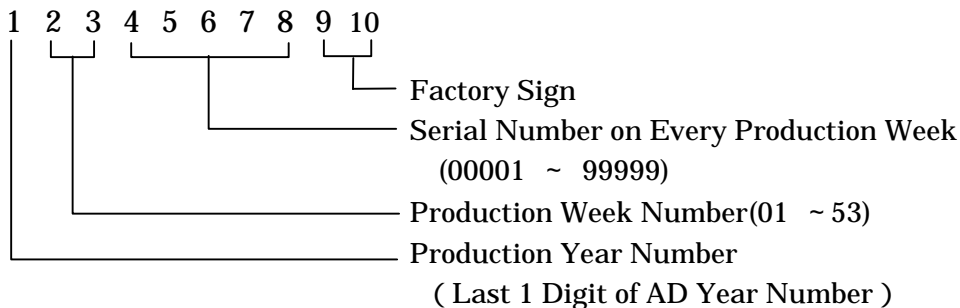 1 2 3 4 5 6 7 8 9 10
Factory Sign
Serial Number on Every Production Week
(00001 ~ 99999)
Production Week Number(01 ~ 53)
Production Year Number
( Last 1 Digit of AD Year Number )